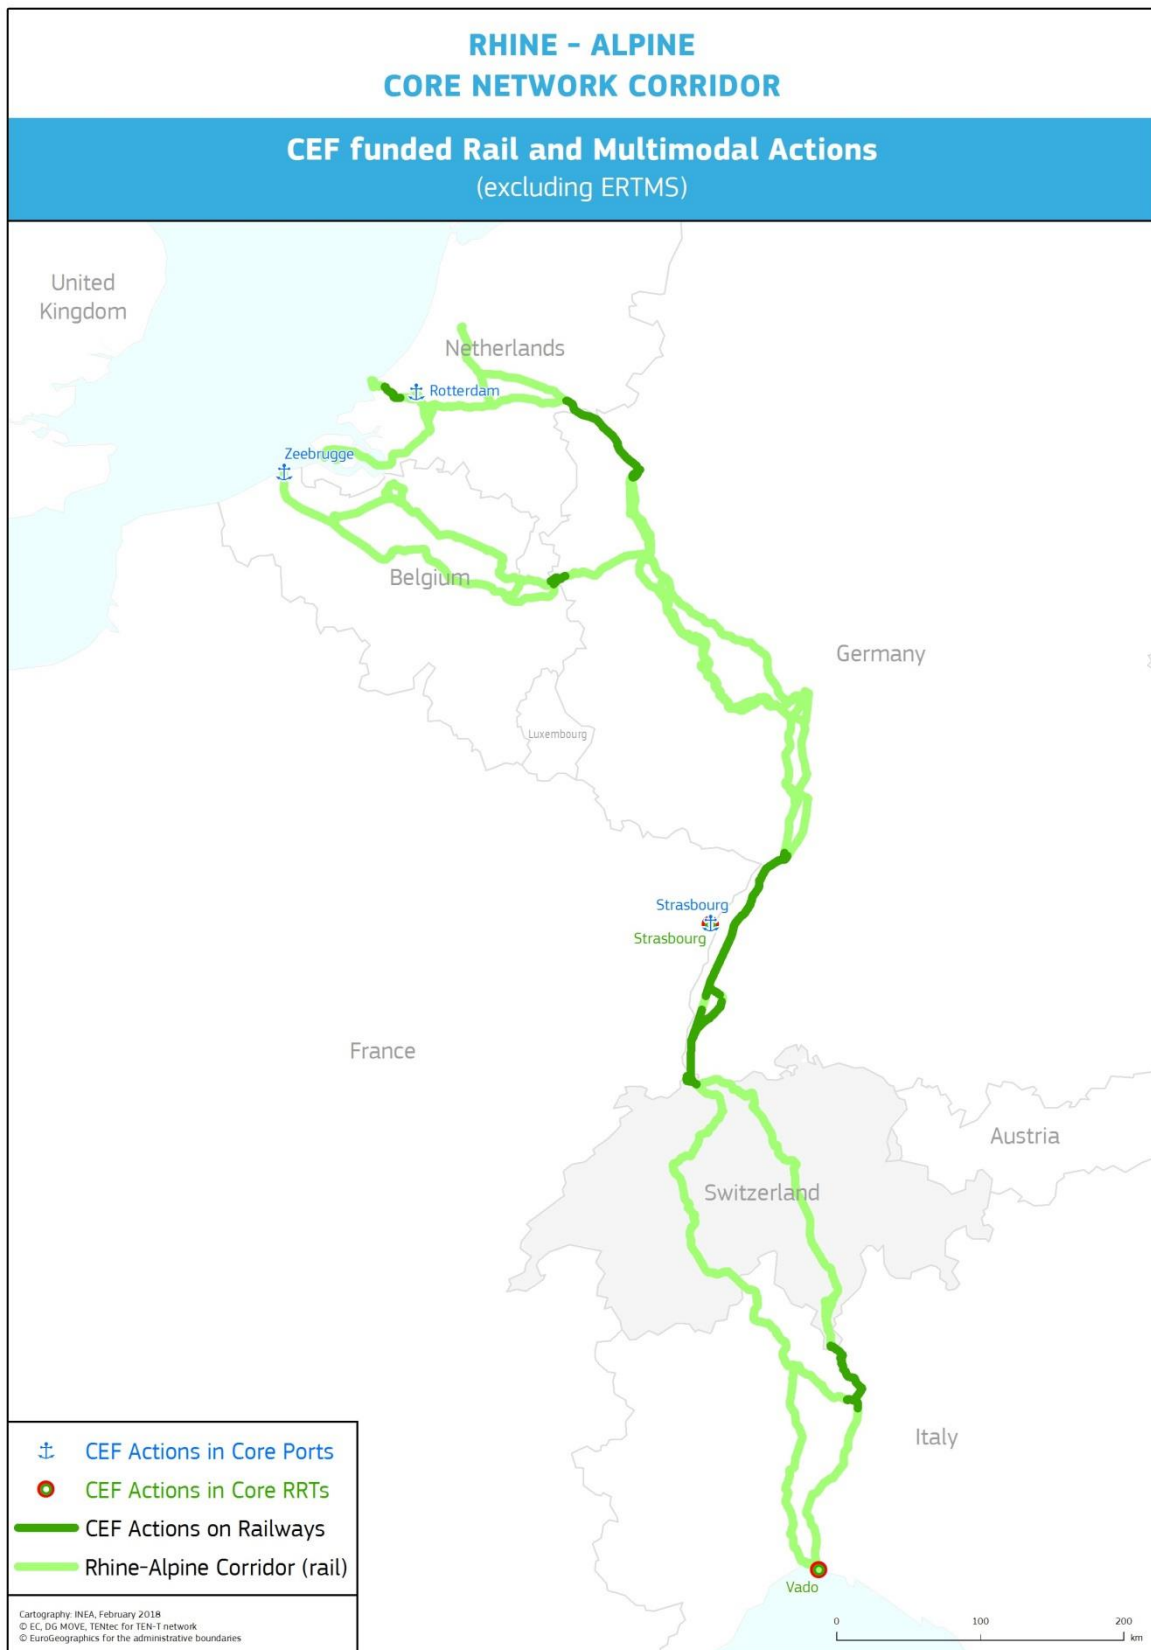 RHINE - ALPINE
CORE NETWORK CORRIDOR
CEF funded Rail and Multimodal Actions
(excluding ERTMS)
United
Kingdom
Netherlands
Rotterdam
Zeebrugge
Belgium
Germany
Luxembourg
Strasbourg
Strasbourg
France
Austria
Switzerland
Italy
Vado
CEF Actions in Core Ports
CEF Actions in Core RRTs
CEF Actions on Railways
Rhine-Alpine Corridor (rail)
Cartography: INEA, February 2018
© EC, DG MOVE, TENtec for TEN-T network
© EuroGeographics for the administrative boundaries
0 100 200
km